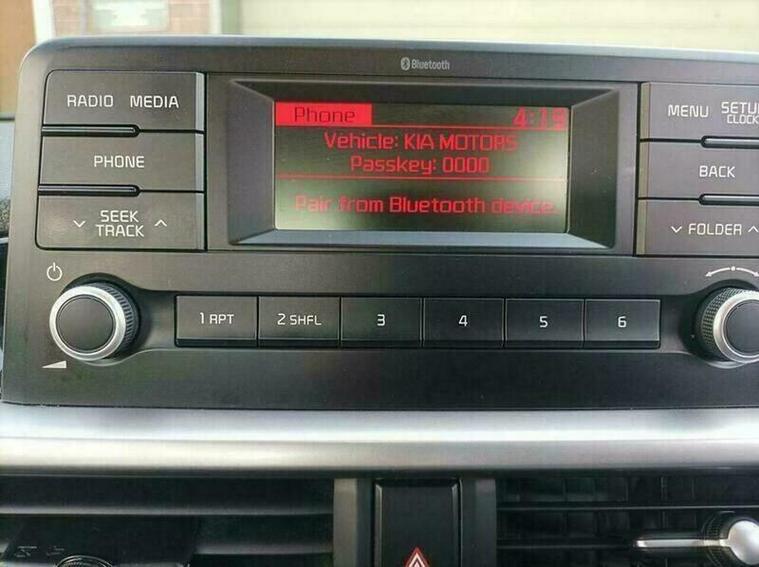 Bluetooth
RADIO MEDIA
PHONE
SEEK
TRACK
Phone 4:19
Vehicle: KIA MOTORS
Passkey: 0000
Pair from Bluetooth device
MENU SETUP
CLOCK
BACK
FOLDER
1 RPT
2 SHFL
3
4
5
6